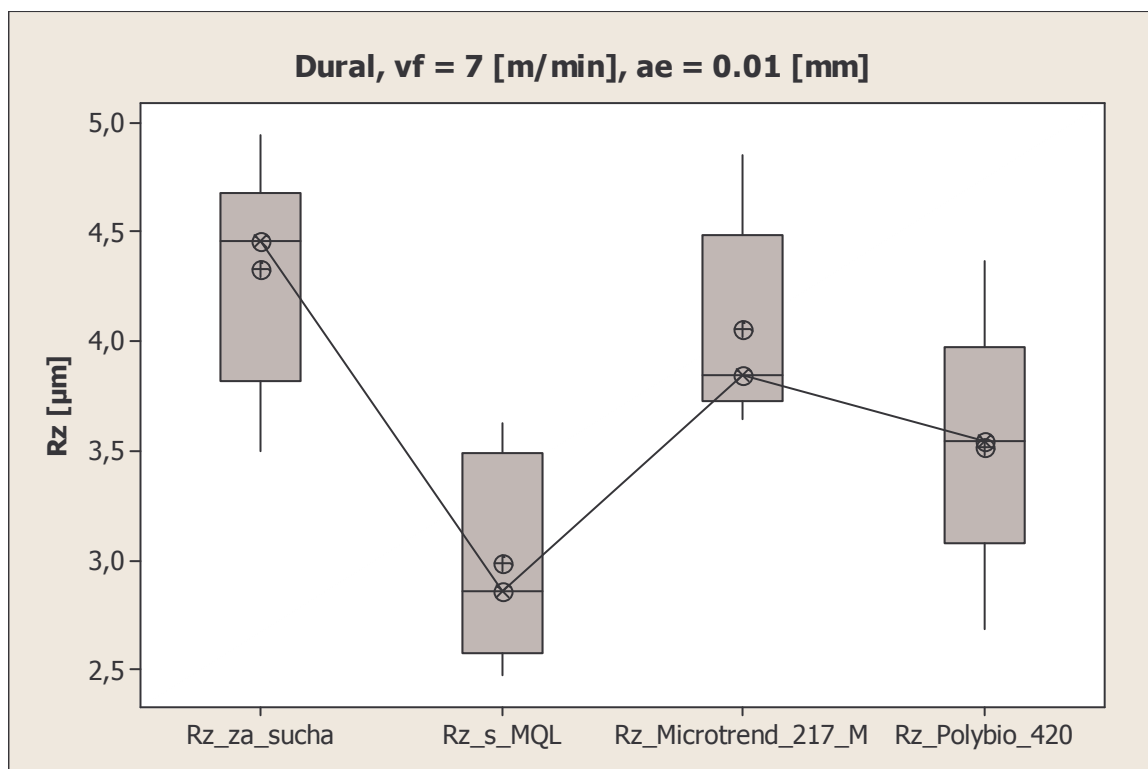 Dural, vf = 7 [m/min], ae = 0.01 [mm]
5,0
4,5
4,0
3,5
3,0
2,5
Rz [µm]
Rz_za_sucha Rz_s_MQL Rz_Microtrend_217_M Rz_Polybio_420